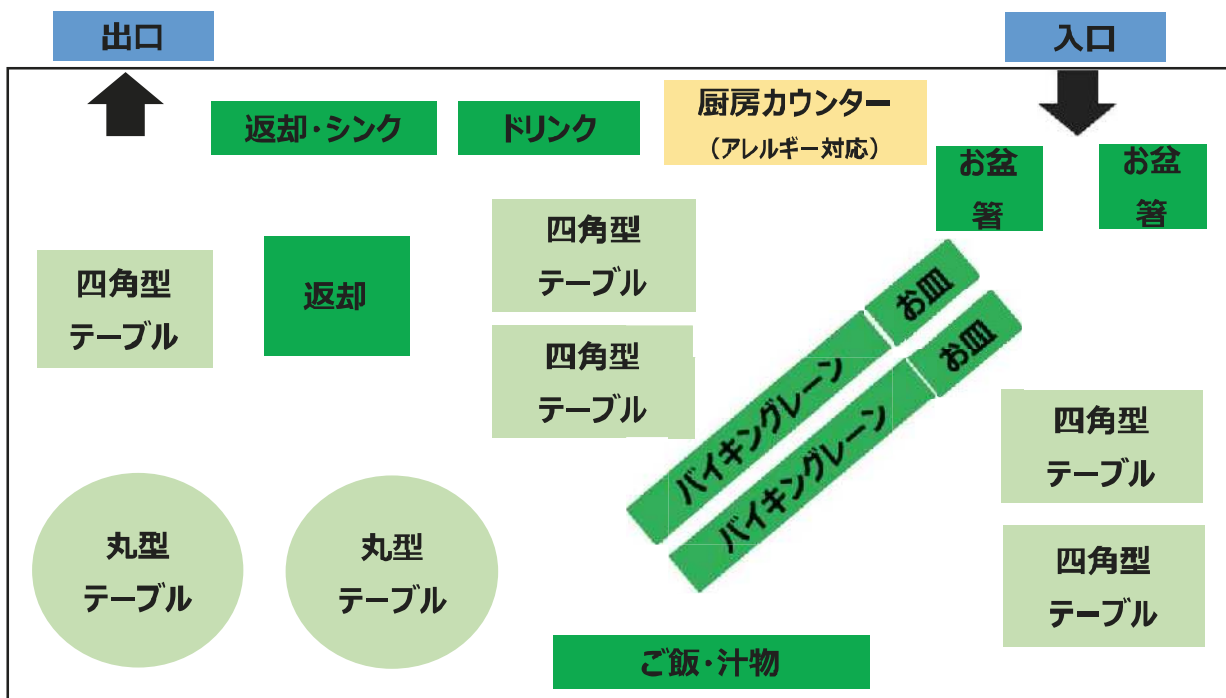 出口
入口
返却・シンク
ドリンク
厨房カウンター
（アレルギー対応）
お盆
箸
お盆
箸
四角型
テーブル
返却
四角型
テーブル
四角型
テーブル
お皿
お皿
バイキングレーン
バイキングレーン
四角型
テーブル
四角型
テーブル
丸型
テーブル
丸型
テーブル
ご飯・汁物